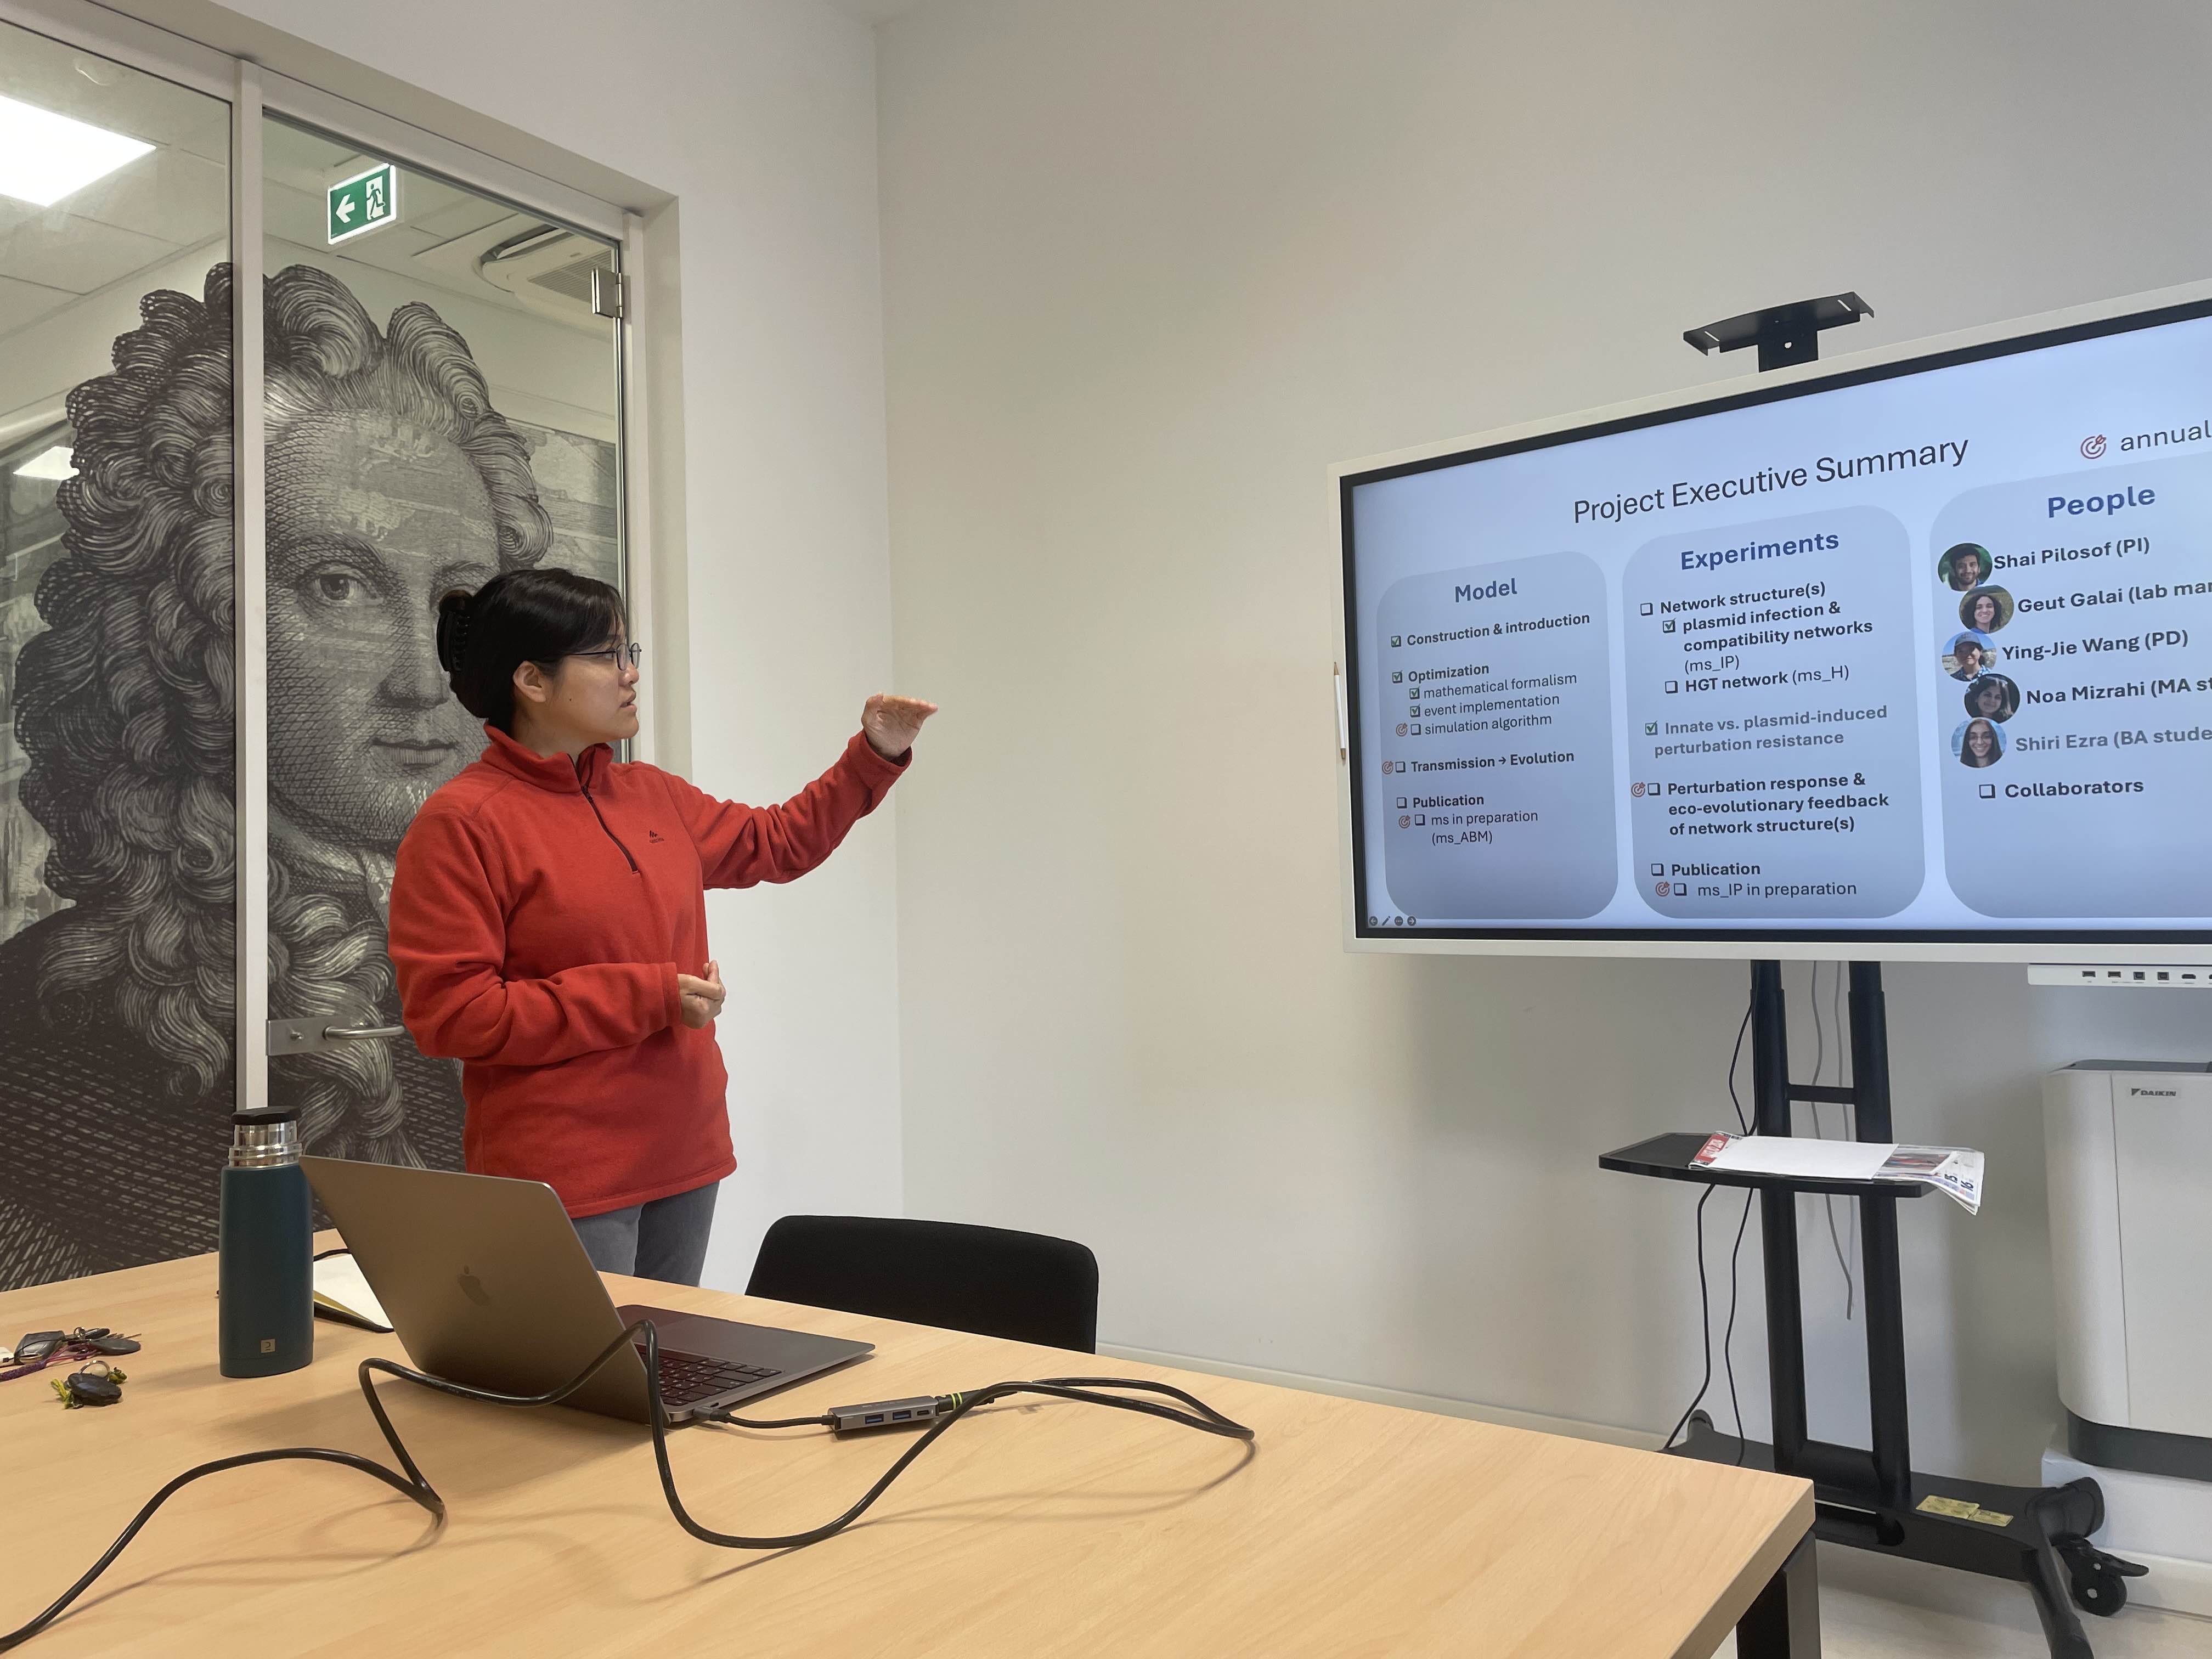 Project Executive Summary
annual
Model
☑ Construction & introduction
☑ Optimization
☑ mathematical formalism
☑ event implementation
☐ simulation algorithm
☐ Transmission → Evolution
☐ Publication
☐ ms in preparation
(ms_ABM)
Experiments
☐ Network structure(s)
☑ plasmid infection &
compatibility networks
(ms_IP)
☐ HGT network (ms_H)
☑ Innate vs. plasmid-induced
perturbation resistance
☐ Perturbation response &
eco-evolutionary feedback
of network structure(s)
☐ Publication
☐ ms_IP in preparation
People
Shai Pilosof (PI)
Geut Galai (lab man
Ying-Jie Wang (PD)
Noa Mizrahi (MA st
Shiri Ezra (BA stude
☐ Collaborators
DAIKIN